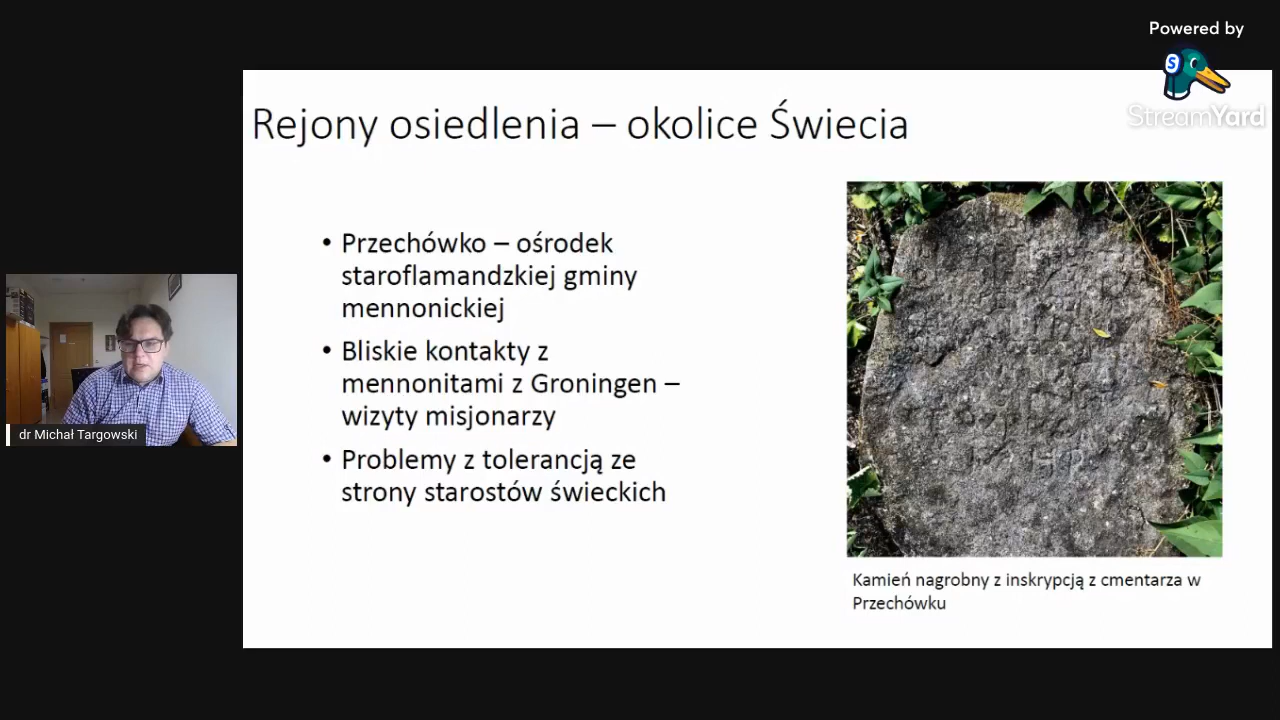 Powered by
StreamYard
Rejony osiedlenia – okolice Świecia
• Przechówko – ośrodek
staroflamandzkiej gminy
mennonickiej
• Bliskie kontakty z
mennonitami z Groningen –
wizyty misjonarzy
• Problemy z tolerancją ze
strony starostów świeckich
Kamień nagrobny z inskrypcją z cmentarza w
Przechówku
dr Michał Targowski